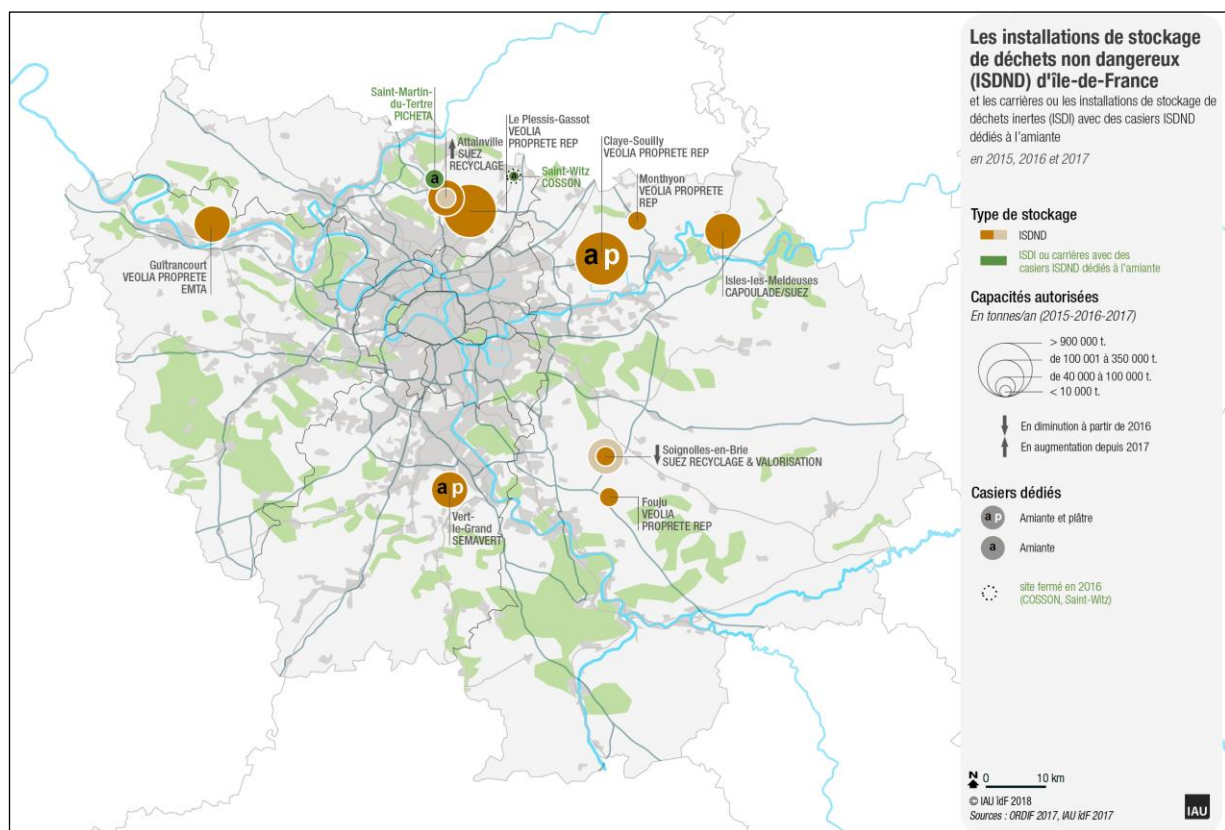 Saint-Martin-
du-Tertre
PICHETA
Attainville
SUEZ
RECYCLAGE
Le Plessis-Gassot
VEOLIA
PROPRETE REP
Saint-Witz
COSSON
Claye-Souilly
VEOLIA PROPRETE REP
Monthyon
VEOLIA PROPRETE
REP
a
a
a p
Guitrancourt
VEOLIA PROPRETE
EMTA
Isles-les-Meldeuses
CAPOULADE/SUEZ
Soignolles-en-Brie
SUEZ RECYCLAGE & VALORISATION
a p
Vert-
le-Grand
SEMAVERT
Fouju
VEOLIA
PROPRETE REP
Les installations de stockage
de déchets non dangereux
(ISDND) d'île-de-France
et les carrières ou les installations de stockage de
déchets inertes (ISDI) avec des casiers ISDND
dédiés à l'amiante
en 2015, 2016 et 2017
Type de stockage
ISDND
ISDI ou carrières avec des
casiers ISDND dédiés à l'amiante
Capacités autorisées
En tonnes/an (2015-2016-2017)
> 900 000 t.
de 100 001 à 350 000 t.
de 40 000 à 100 000 t.
< 10 000 t.
En diminution à partir de 2016
En augmentation depuis 2017
Casiers dédiés
a p Amiante et plâtre
a Amiante
site fermé en 2016
(COSSON, Saint-Witz)
N 0 10 km
© IAU îdF 2018
Sources : ORDIF 2017, IAU îdF 2017
IAU